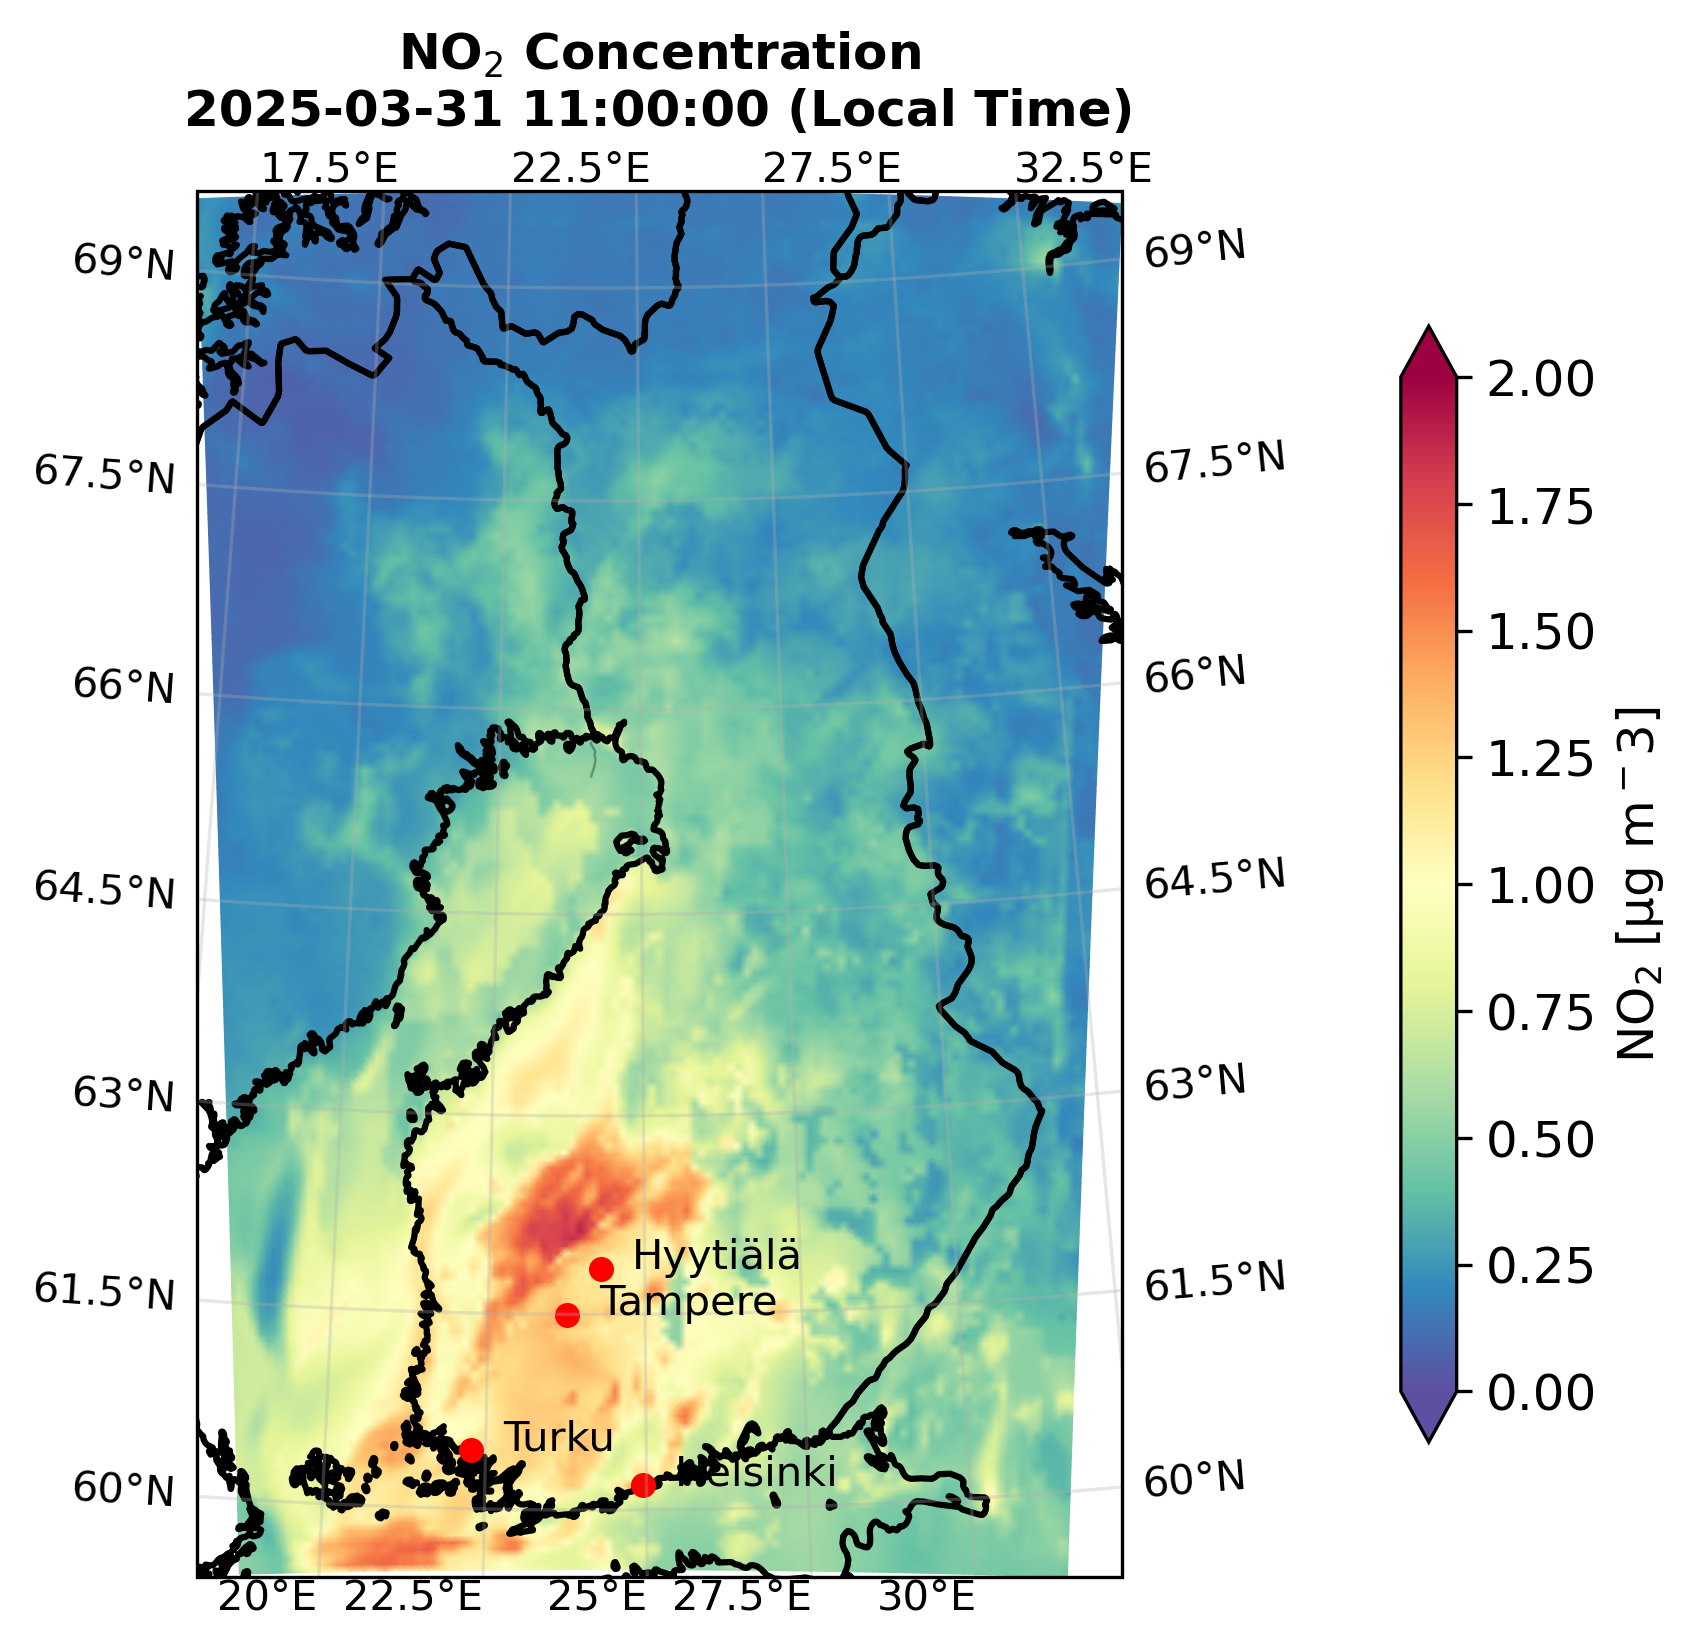 NO₂ Concentration
2025-03-31 11:00:00 (Local Time)
17.5°E 22.5°E 27.5°E 32.5°E
69°N 69°N
67.5°N 67.5°N
66°N 66°N
64.5°N 64.5°N
63°N 63°N
61.5°N 61.5°N
60°N 60°N
Hyytiälä
Tampere
Turku
Helsinki
20°E 22.5°E 25°E 27.5°E 30°E
2.00
1.75
1.50
1.25
1.00
0.75
0.50
0.25
0.00
NO₂ [µg m⁻3]